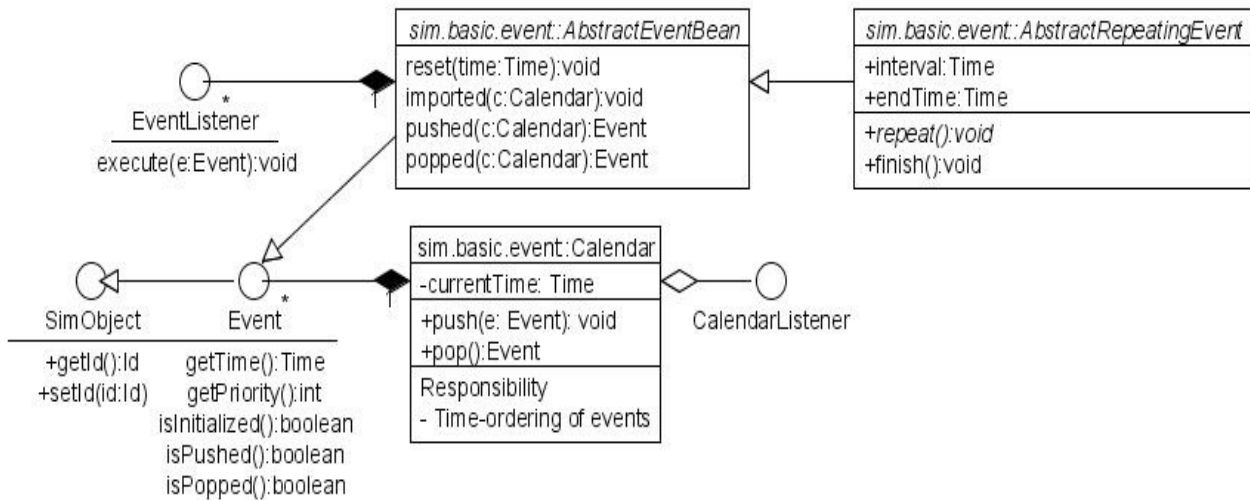 sim.basic.event::AbstractEventBean
reset(time:Time):void
imported(c:Calendar):void
pushed(c:Calendar):Event
popped(c:Calendar):Event
sim.basic.event::AbstractRepeatingEvent
+interval:Time
+endTime:Time
+repeat():void
+finish():void
*
1
EventListener
execute(e:Event):void
sim.basic.event::Calendar
-currentTime: Time
+push(e: Event): void
+pop():Event
Responsibility
- Time-ordering of events
*
1
SimObject
+getId():Id
+setId(id:Id)
Event
getTime():Time
getPriority():int
isInitialized():boolean
isPushed():boolean
isPopped():boolean
CalendarListener